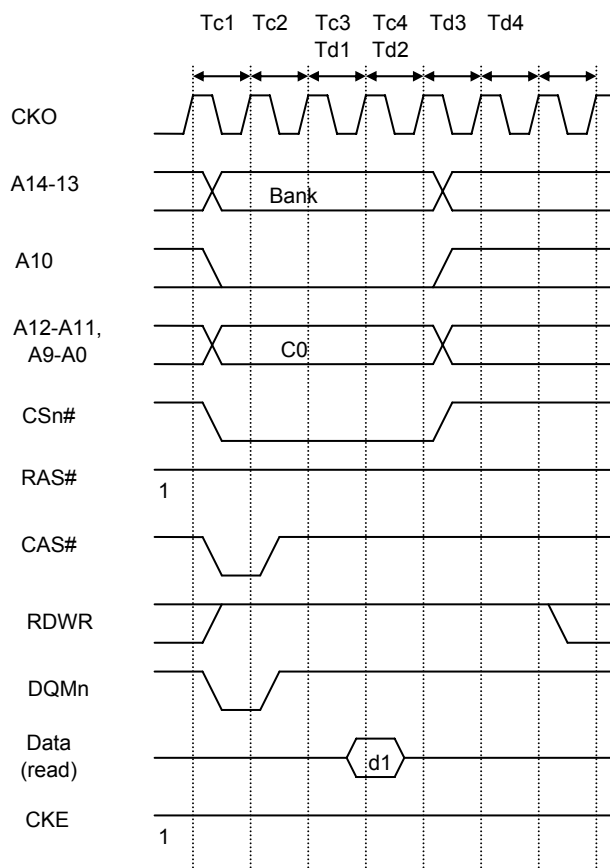 Tc1 Tc2 Tc3 Tc4 Td3 Td4
Td1 Td2
CKO
A14-13
Bank
A10
A12-A11,
A9-A0
C0
CSn#
RAS#
1
CAS#
RDWR
DQMn
Data
(read)
d1
CKE
1